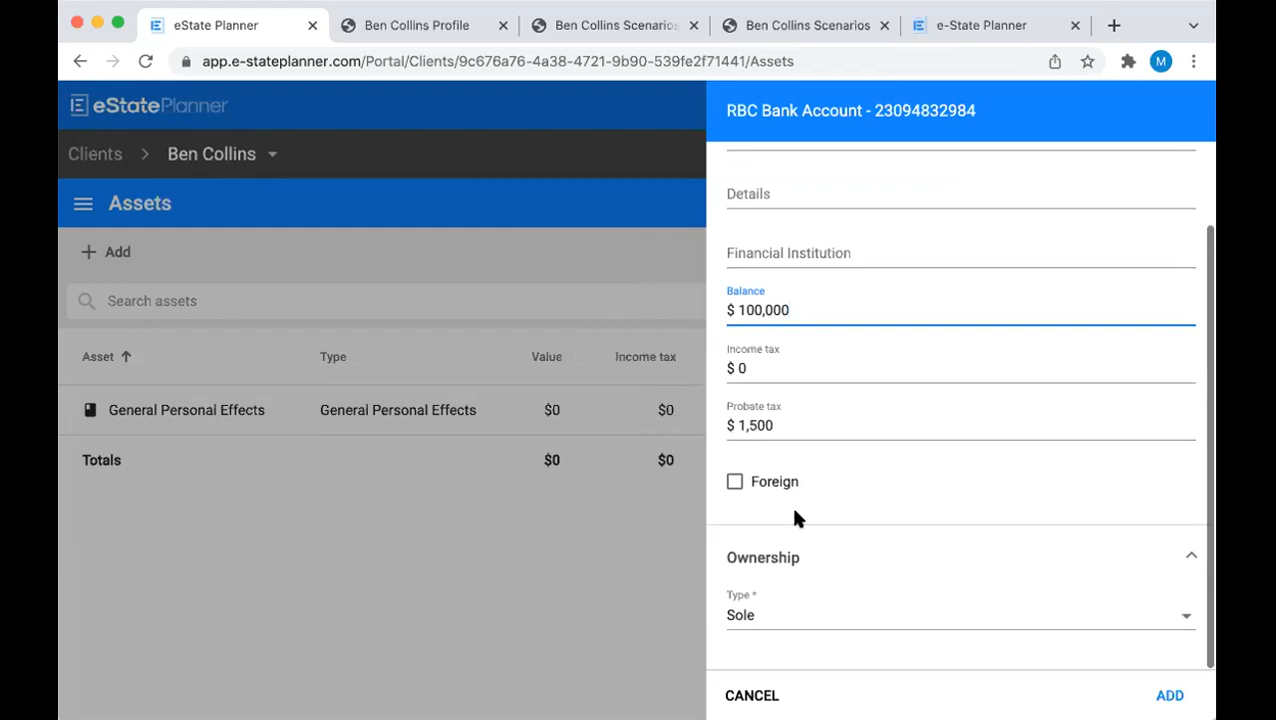 eState Planner
Ben Collins Profile
Ben Collins Scenarios
Ben Collins Scenarios
e-State Planner
app.e-stateplanner.com/Portal/Clients/9c676a76-4a38-4721-9b90-539fe2f71441/Assets
M
eStatePlanner
Clients > Ben Collins
Assets
+ Add
Search assets
Asset Type Value Income tax
General Personal Effects General Personal Effects $0 $0
Totals $0 $0
RBC Bank Account - 23094832984
Details
Financial Institution
Balance
$ 100,000
Income tax
$ 0
Probate tax
$ 1,500
Foreign
Ownership
Type *
Sole
CANCEL ADD